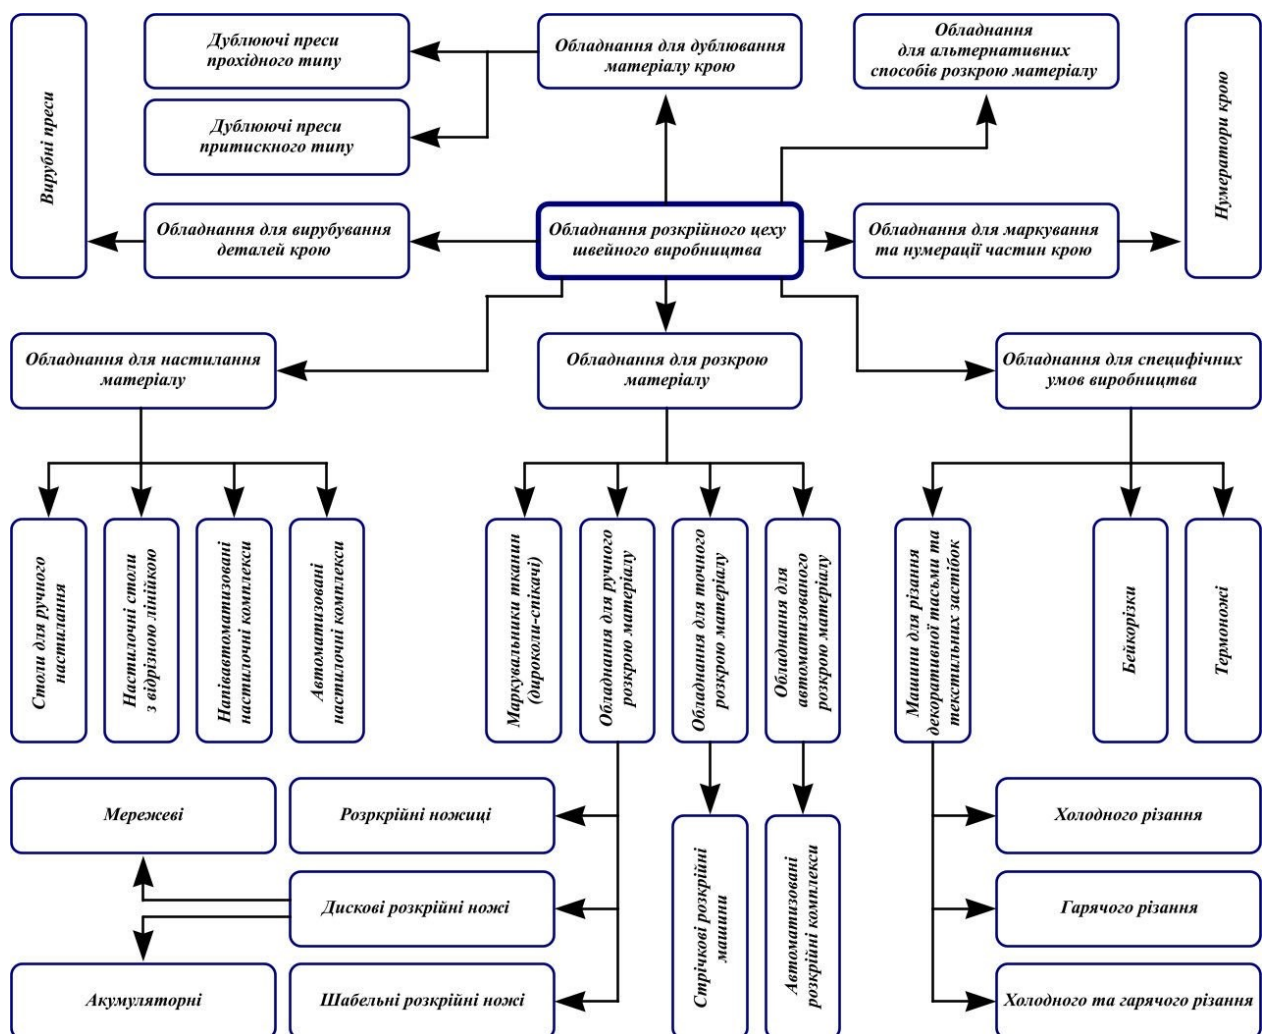 Вирубні преси
Дублюючі преси
прохідного типу
Обладнання для дублювання
матеріалу крою
Обладнання
для альтернативних
способів розкрою матеріалу
Нумератори крою
Дублюючі преси
притискного типу
Обладнання для вирубування
деталей крою
Обладнання розкрійного цеху
швейного виробництва
Обладнання для маркування
та нумерації частин крою
Обладнання для настилання
матеріалу
Обладнання для розкрою
матеріалу
Обладнання для специфічних
умов виробництва
Столи для ручного
настилання
Настилочні столи
з відрізною лінійкою
Напівавтоматизовані
настилочні комплекси
Автоматизовані
настилочні комплекси
Маркувальники тканин
(дироколи-спікачі)
Обладнання для ручного
розкрою матеріалу
Обладнання для точного
розкрою матеріалу
Обладнання для
автоматизованого
розкрою матеріалу
Машини для різання
декоративної тасьми та
текстильних застібок
Бейкорізки
Термоножі
Мережеві
Розркрійні ножиці
Холодного різання
Дискові розкрійні ножі
Стрічкові розкрійні
машини
Автоматизовані
розкрійні комплекси
Гарячого різання
Акумуляторні
Шабельні розкрійні ножі
Холодного та гарячого різання